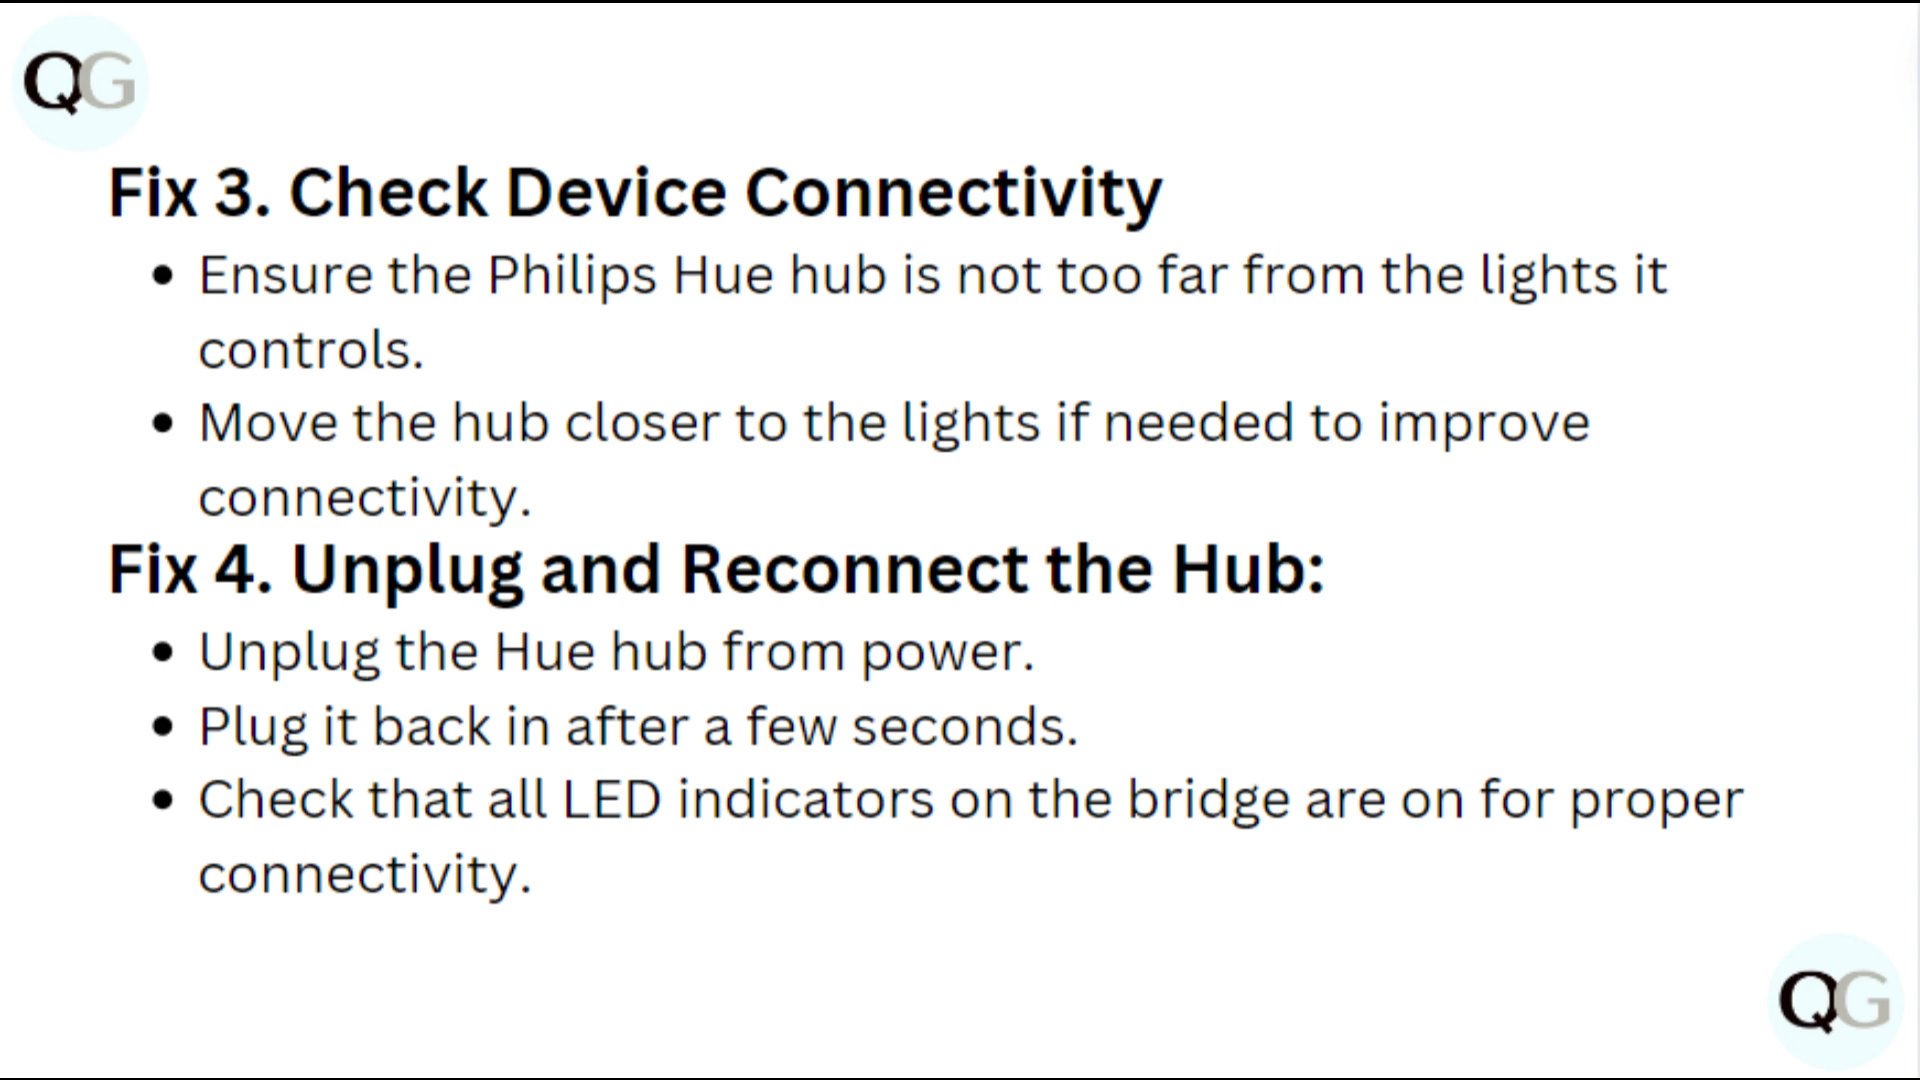 QG
Fix 3. Check Device Connectivity
• Ensure the Philips Hue hub is not too far from the lights it
controls.
• Move the hub closer to the lights if needed to improve
connectivity.
Fix 4. Unplug and Reconnect the Hub:
• Unplug the Hue hub from power.
• Plug it back in after a few seconds.
• Check that all LED indicators on the bridge are on for proper
connectivity.
QG